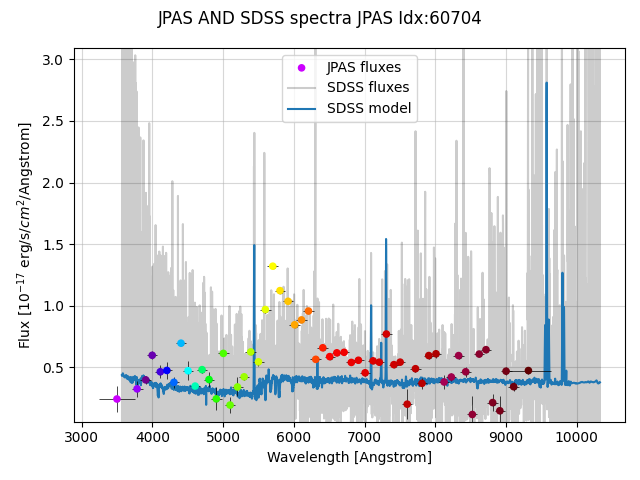 JPAS AND SDSS spectra JPAS Idx:60704
JPAS fluxes
SDSS fluxes
SDSS model
3.0
2.5
2.0
1.5
1.0
0.5
Flux [10⁻¹⁷ erg/s/cm²/Angstrom]
3000 4000 5000 6000 7000 8000 9000 10000
Wavelength [Angstrom]